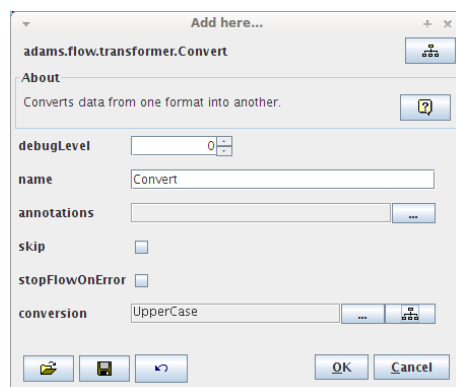 Add here...
adams.flow.transformer.Convert
About
Converts data from one format into another.
debugLevel 0
name Convert
annotations ...
skip
stopFlowOnError
conversion UpperCase ...
OK Cancel